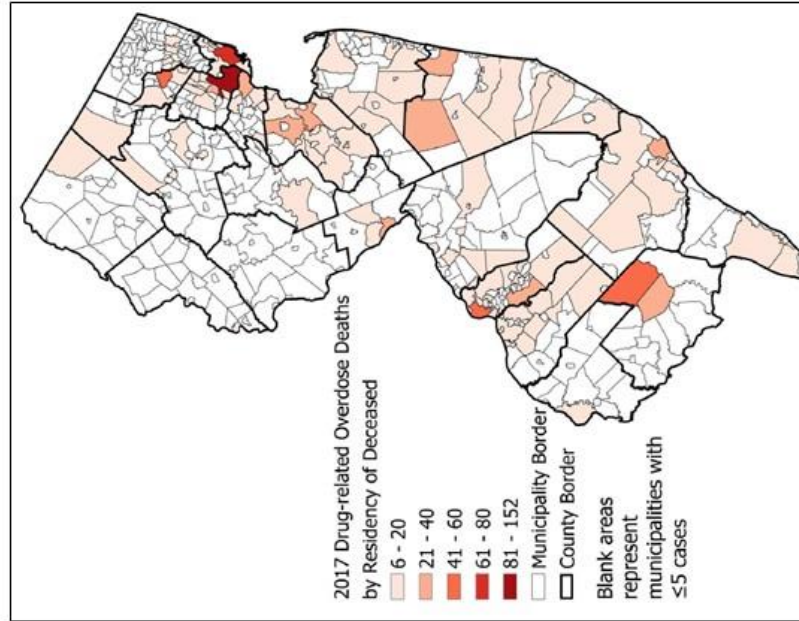 2017 Drug-related Overdose Deaths
by Residency of Deceased
6 - 20
21 - 40
41 - 60
61 - 80
81 - 152
Municipality Border
County Border
Blank areas
represent
municipalities with
≤5 cases